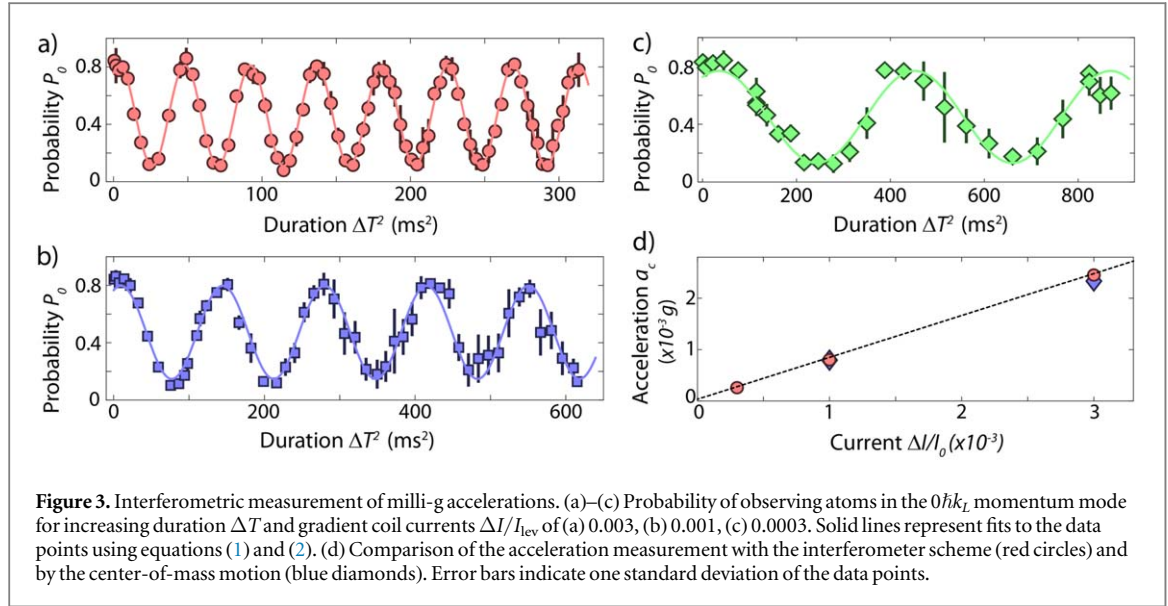 a)
Probability P₀
0.8
0.4
0
0 100 200 300
Duration ΔT² (ms²)
b)
Probability P₀
0.8
0.4
0
0 200 400 600
Duration ΔT² (ms²)
c)
Probability P₀
0.8
0.4
0
0 200 400 600 800
Duration ΔT² (ms²)
d)
Acceleration a_c
(x10⁻³g)
2
1
0
0 1 2 3
Current ΔI/I₀ (x10⁻³)
Figure 3. Interferometric measurement of milli-g accelerations. (a)–(c) Probability of observing atoms in the 0ℏk_L momentum mode
for increasing duration ΔT and gradient coil currents ΔI/I_lev of (a) 0.003, (b) 0.001, (c) 0.0003. Solid lines represent fits to the data
points using equations (1) and (2). (d) Comparison of the acceleration measurement with the interferometer scheme (red circles) and
by the center-of-mass motion (blue diamonds). Error bars indicate one standard deviation of the data points.